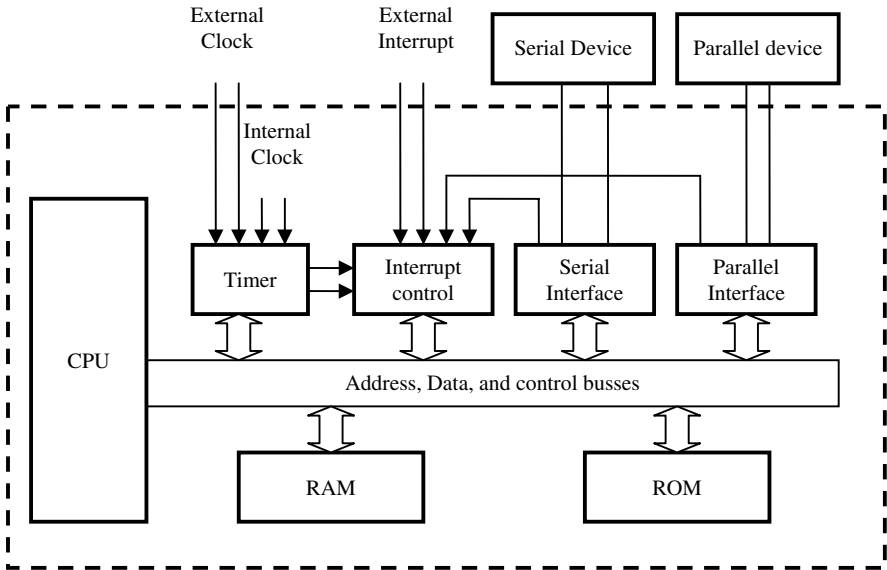 External
Clock
External
Interrupt
Serial Device
Parallel device
Internal
Clock
Timer
Interrupt
control
Serial
Interface
Parallel
Interface
CPU
Address, Data, and control busses
RAM
ROM